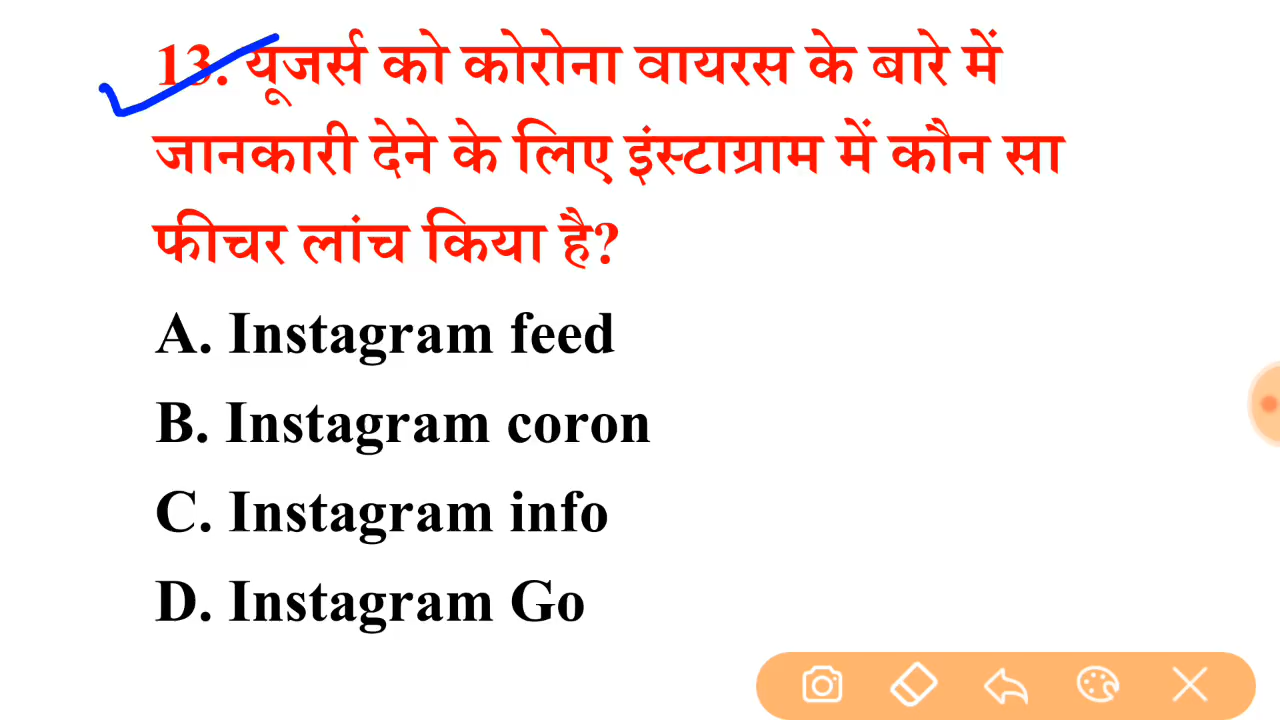 13. यूजर्स को कोरोना वायरस के बारे में
जानकारी देने के लिए इंस्टाग्राम में कौन सा
फीचर लांच किया है?
A. Instagram feed
B. Instagram coron
C. Instagram info
D. Instagram Go